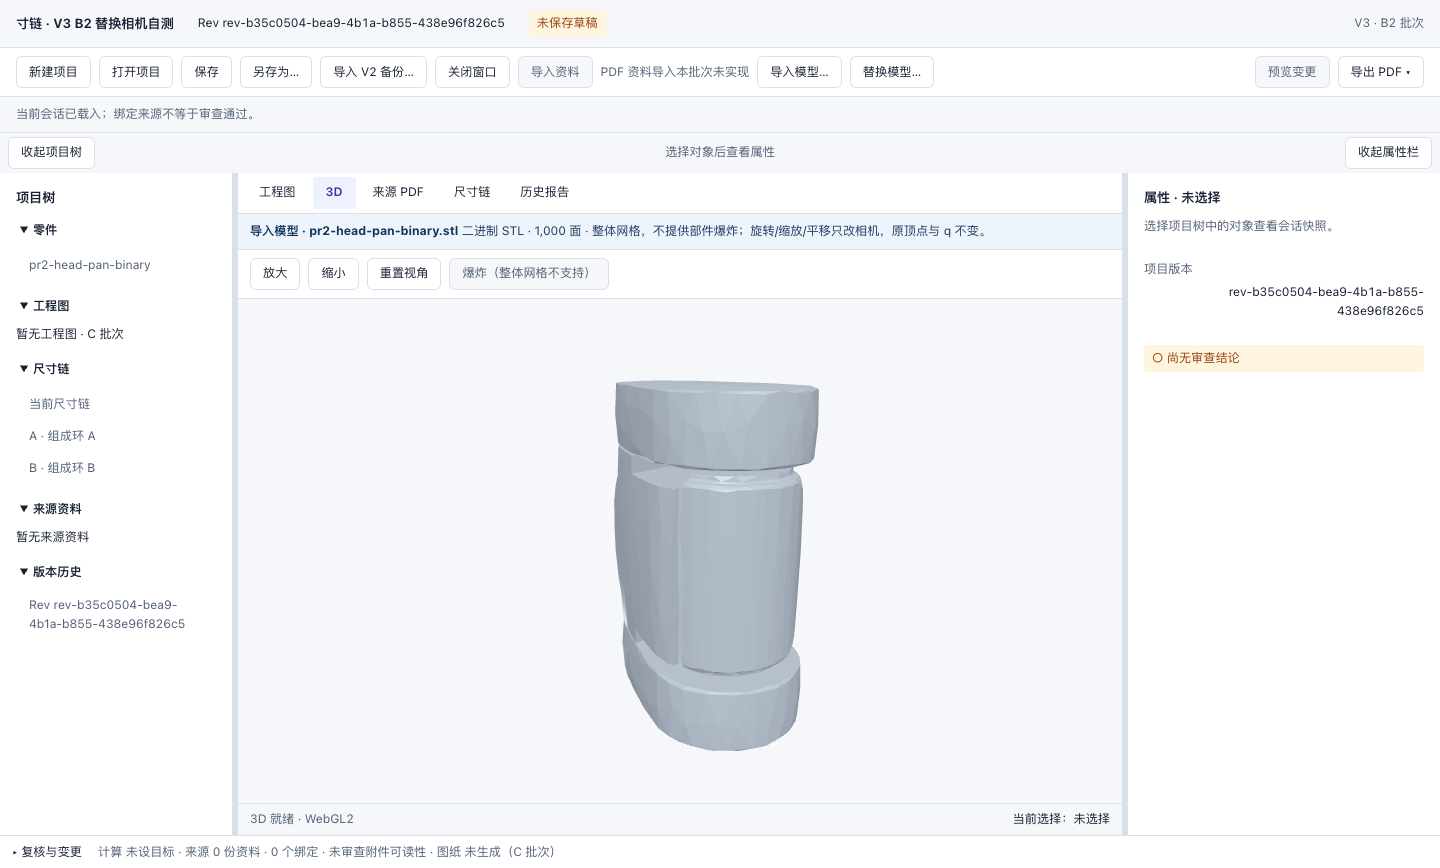 寸链 · V3 B2 替换相机自测 Rev rev-b35c0504-bea9-4b1a-b855-438e96f826c5 未保存草稿 V3 · B2 批次
新建项目 打开项目 保存 另存为... 导入 V2 备份... 关闭窗口 导入资料 PDF 资料导入本批次未实现 导入模型... 替换模型... 预览变更 导出 PDF ▾
当前会话已载入；绑定来源不等于审查通过。
收起项目树 选择对象后查看属性 收起属性栏
项目树
▼ 零件
pr2-head-pan-binary
▼ 工程图
暂无工程图 · C 批次
▼ 尺寸链
当前尺寸链
A · 组成环 A
B · 组成环 B
▼ 来源资料
暂无来源资料
▼ 版本历史
Rev rev-b35c0504-bea9-
4b1a-b855-438e96f826c5
工程图 3D 来源 PDF 尺寸链 历史报告
导入模型 · pr2-head-pan-binary.stl 二进制 STL · 1,000 面 · 整体网格，不提供部件爆炸；旋转/缩放/平移只改相机，原顶点与 q 不变。
放大 缩小 重置视角 爆炸（整体网格不支持）
3D 就绪 · WebGL2 当前选择：未选择
属性 · 未选择
选择项目树中的对象查看会话快照。
项目版本
rev-b35c0504-bea9-4b1a-b855-
438e96f826c5
○ 尚无审查结论
▸ 复核与变更 计算 未设目标 · 来源 0 份资料 · 0 个绑定 · 未审查附件可读性 · 图纸 未生成（C 批次）